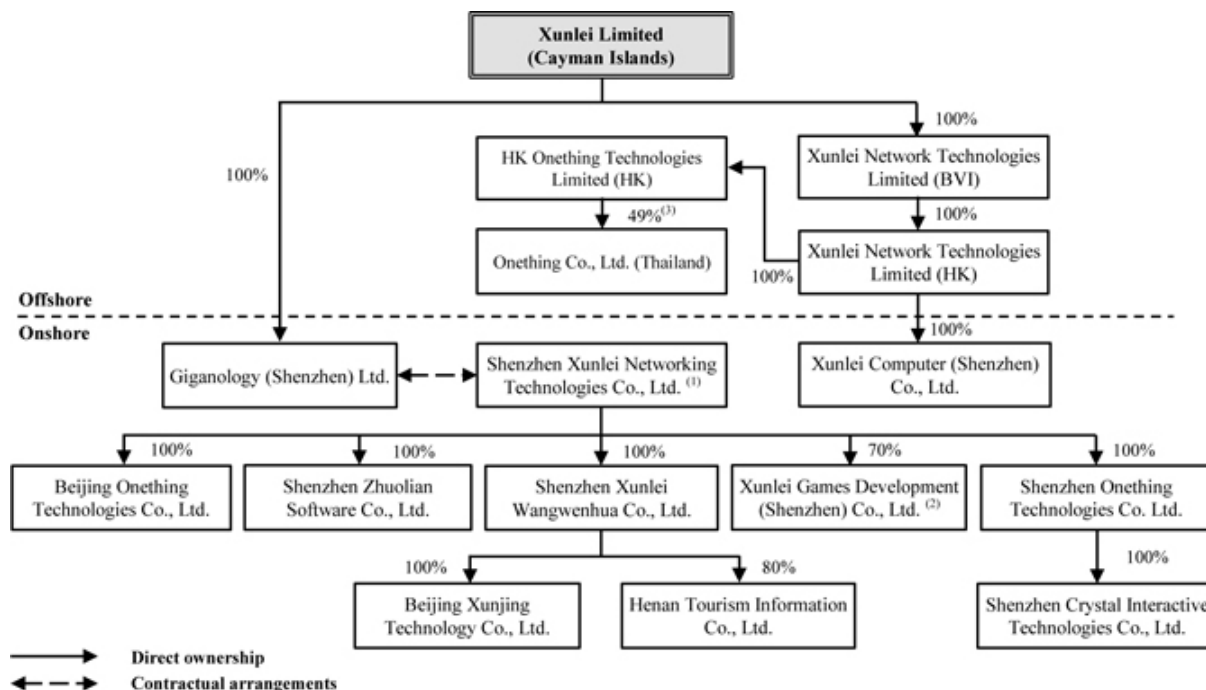 Xunlei Limited
(Cayman Islands)
100%
100%
HK Onething Technologies
Limited (HK)
Xunlei Network Technologies
Limited (BVI)
49%(3)
100%
Onething Co., Ltd. (Thailand)
100%
Xunlei Network Technologies
Limited (HK)
Offshore
Onshore
100%
Giganology (Shenzhen) Ltd.
Shenzhen Xunlei Networking
Technologies Co., Ltd. (1)
Xunlei Computer (Shenzhen)
Co., Ltd.
100%
100%
100%
70%
100%
Beijing Onething
Technologies Co., Ltd.
Shenzhen Zhuolian
Software Co., Ltd.
Shenzhen Xunlei
Wangwenhua Co., Ltd.
Xunlei Games Development
(Shenzhen) Co., Ltd. (2)
Shenzhen Onething
Technologies Co. Ltd.
100%
80%
100%
Beijing Xunjing
Technology Co., Ltd.
Henan Tourism Information
Co., Ltd.
Shenzhen Crystal Interactive
Technologies Co., Ltd.
Direct ownership
Contractual arrangements